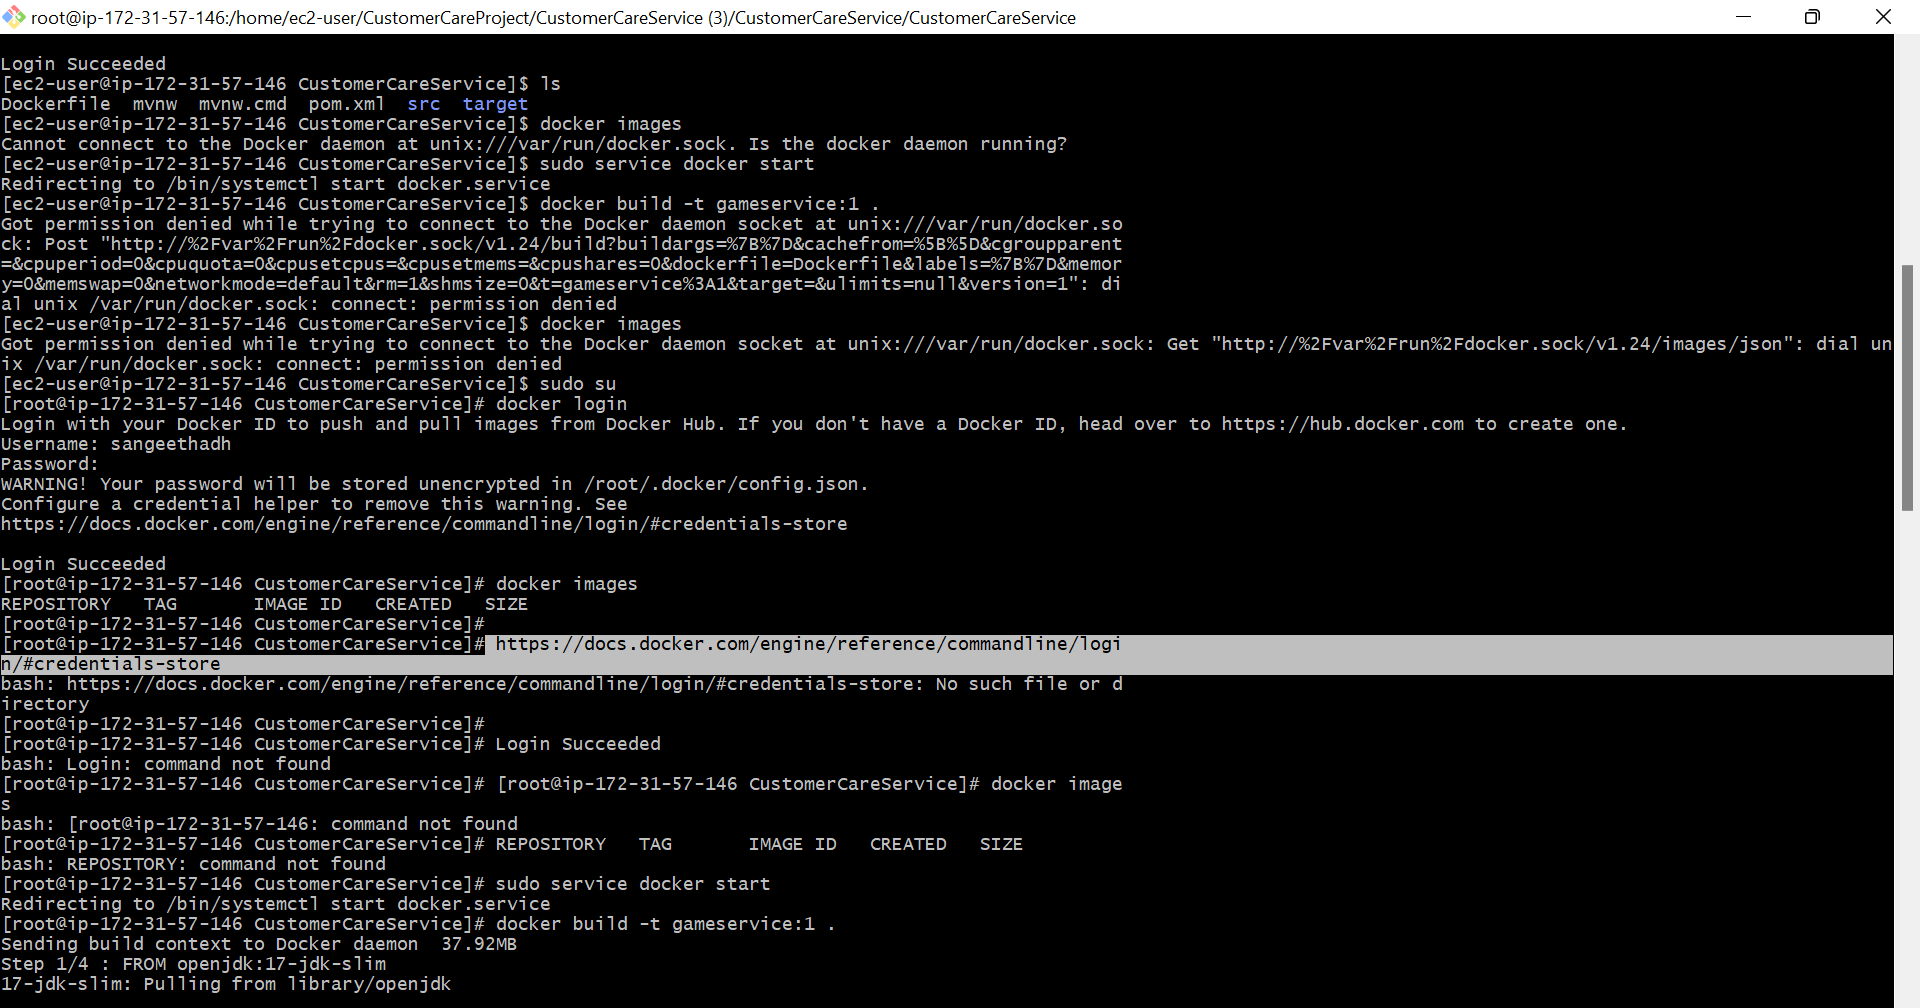 root@ip-172-31-57-146:/home/ec2-user/CustomerCareProject/CustomerCareService (3)/CustomerCareService/CustomerCareService
Login Succeeded
[ec2-user@ip-172-31-57-146 CustomerCareService]$ ls
Dockerfile  mvnw  mvnw.cmd  pom.xml  src  target
[ec2-user@ip-172-31-57-146 CustomerCareService]$ docker images
Cannot connect to the Docker daemon at unix:///var/run/docker.sock. Is the docker daemon running?
[ec2-user@ip-172-31-57-146 CustomerCareService]$ sudo service docker start
Redirecting to /bin/systemctl start docker.service
[ec2-user@ip-172-31-57-146 CustomerCareService]$ docker build -t gameservice:1 .
Got permission denied while trying to connect to the Docker daemon socket at unix:///var/run/docker.so
ck: Post "http://%2Fvar%2Frun%2Fdocker.sock/v1.24/build?buildargs=%7B%7D&cachefrom=%5B%5D&cgroupparent
=&cpuperiod=0&cpuquota=0&cpusetcpus=&cpusetmems=&cpushares=0&dockerfile=Dockerfile&labels=%7B%7D&memor
y=0&memswap=0&networkmode=default&rm=1&shmsize=0&t=gameservice%3A1&target=&ulimits=null&version=1": di
al unix /var/run/docker.sock: connect: permission denied
[ec2-user@ip-172-31-57-146 CustomerCareService]$ docker images
Got permission denied while trying to connect to the Docker daemon socket at unix:///var/run/docker.sock: Get "http://%2Fvar%2Frun%2Fdocker.sock/v1.24/images/json": dial un
ix /var/run/docker.sock: connect: permission denied
[ec2-user@ip-172-31-57-146 CustomerCareService]$ sudo su
[root@ip-172-31-57-146 CustomerCareService]# docker login
Login with your Docker ID to push and pull images from Docker Hub. If you don't have a Docker ID, head over to https://hub.docker.com to create one.
Username: sangeethadh
Password:
WARNING! Your password will be stored unencrypted in /root/.docker/config.json.
Configure a credential helper to remove this warning. See
https://docs.docker.com/engine/reference/commandline/login/#credentials-store
Login Succeeded
[root@ip-172-31-57-146 CustomerCareService]# docker images
REPOSITORY   TAG       IMAGE ID   CREATED   SIZE
[root@ip-172-31-57-146 CustomerCareService]#
[root@ip-172-31-57-146 CustomerCareService]# https://docs.docker.com/engine/reference/commandline/logi
n/#credentials-store
bash: https://docs.docker.com/engine/reference/commandline/login/#credentials-store: No such file or d
irectory
[root@ip-172-31-57-146 CustomerCareService]#
[root@ip-172-31-57-146 CustomerCareService]# Login Succeeded
bash: Login: command not found
[root@ip-172-31-57-146 CustomerCareService]# [root@ip-172-31-57-146 CustomerCareService]# docker image
s
bash: [root@ip-172-31-57-146: command not found
[root@ip-172-31-57-146 CustomerCareService]# REPOSITORY   TAG       IMAGE ID   CREATED   SIZE
bash: REPOSITORY: command not found
[root@ip-172-31-57-146 CustomerCareService]# sudo service docker start
Redirecting to /bin/systemctl start docker.service
[root@ip-172-31-57-146 CustomerCareService]# docker build -t gameservice:1 .
Sending build context to Docker daemon  37.92MB
Step 1/4 : FROM openjdk:17-jdk-slim
17-jdk-slim: Pulling from library/openjdk